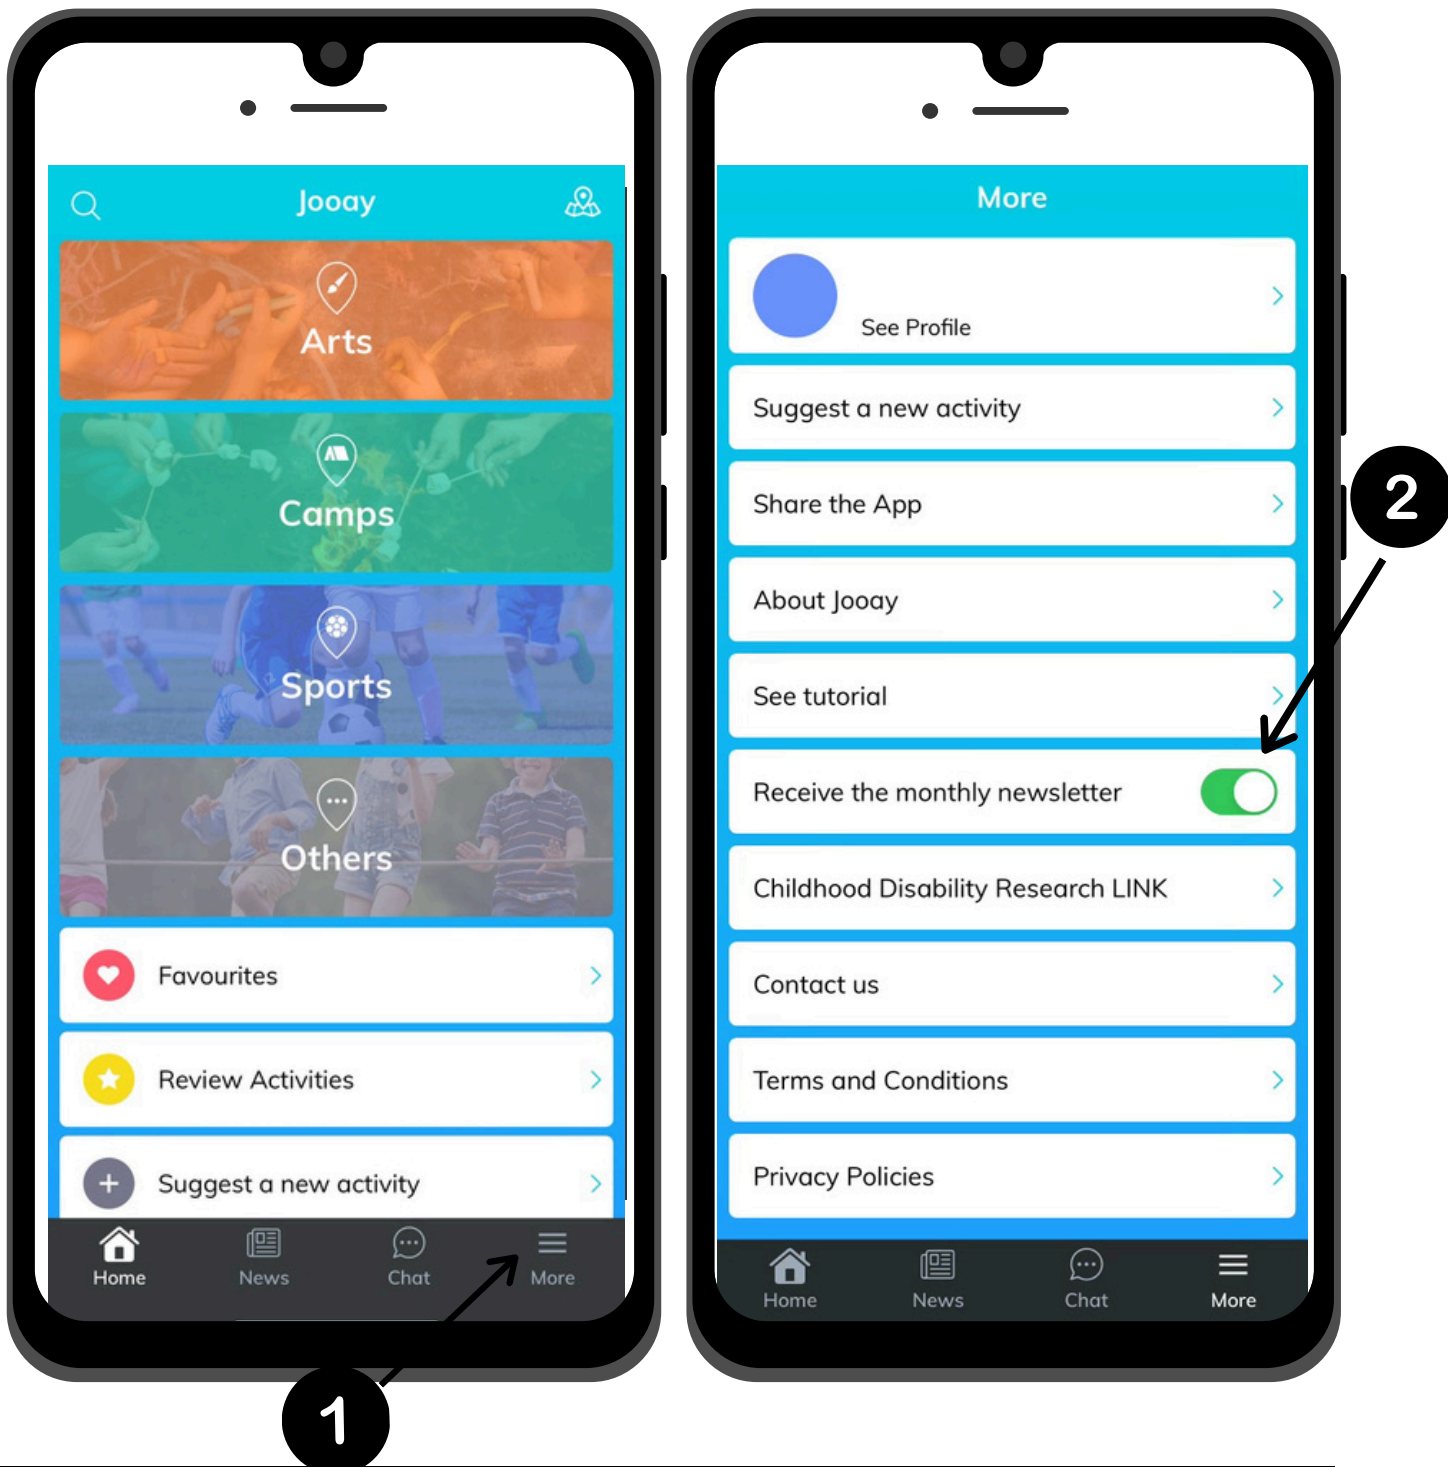 Jooay
Arts
Camps
Sports
Others
Favourites
Review Activities
Suggest a new activity
Home News Chat More
1
More
See Profile
Suggest a new activity
Share the App
About Jooay
See tutorial
Receive the monthly newsletter
Childhood Disability Research LINK
Contact us
Terms and Conditions
Privacy Policies
Home News Chat More
2